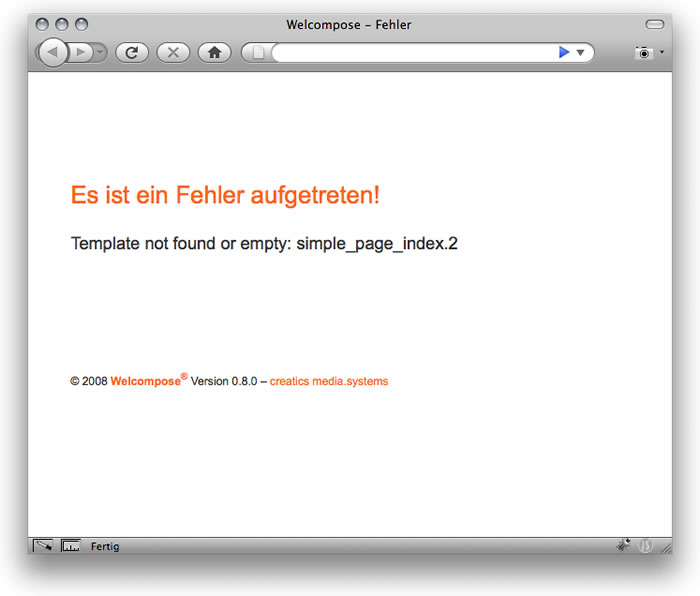 Welcompose – Fehler
Es ist ein Fehler aufgetreten!
Template not found or empty: simple_page_index.2
© 2008 Welcompose® Version 0.8.0 – creatics media.systems
Fertig